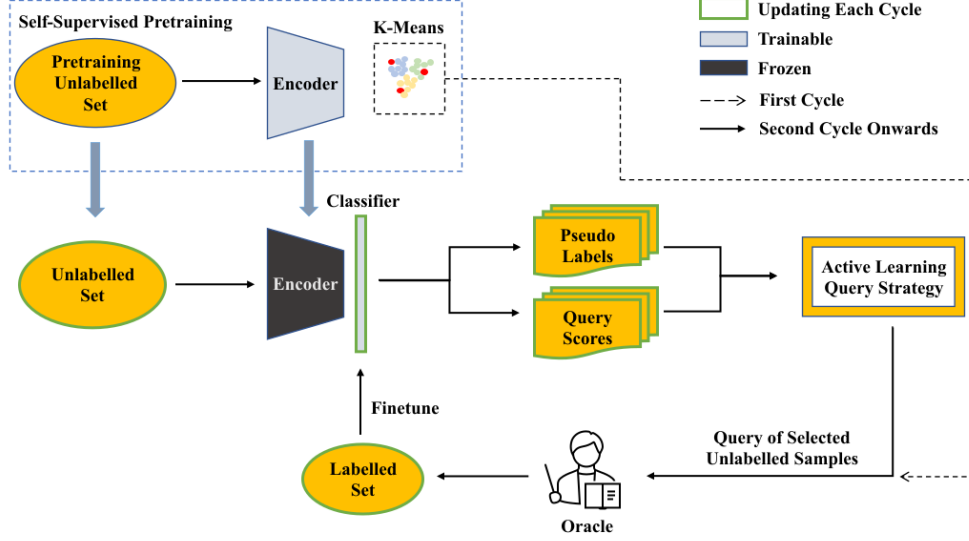 Self-Supervised Pretraining
Pretraining
Unlabelled
Set
Encoder
K-Means
Updating Each Cycle
Trainable
Frozen
First Cycle
Second Cycle Onwards
Classifier
Unlabelled
Set
Encoder
Pseudo
Labels
Query
Scores
Active Learning
Query Strategy
Finetune
Labelled
Set
Oracle
Query of Selected
Unlabelled Samples